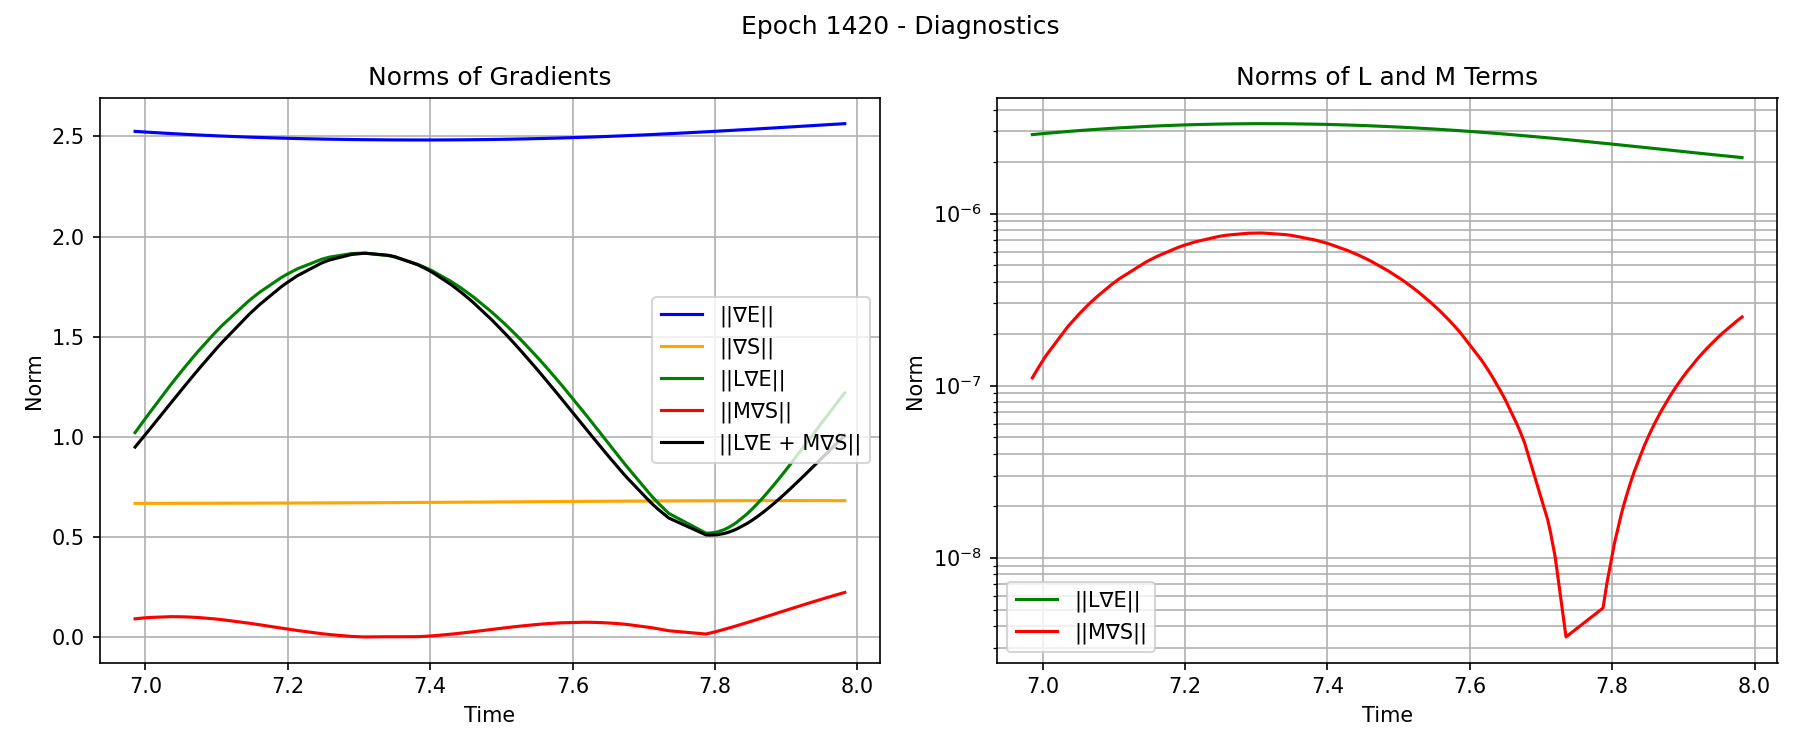 Epoch 1420 - Diagnostics
Norms of Gradients
Norm
2.5
2.0
1.5
1.0
0.5
0.0
||∇E||
||∇S||
||L∇E||
||M∇S||
||L∇E + M∇S||
7.0 7.2 7.4 7.6 7.8 8.0
Time
Norms of L and M Terms
Norm
10⁻⁶
10⁻⁷
10⁻⁸
||L∇E||
||M∇S||
7.0 7.2 7.4 7.6 7.8 8.0
Time